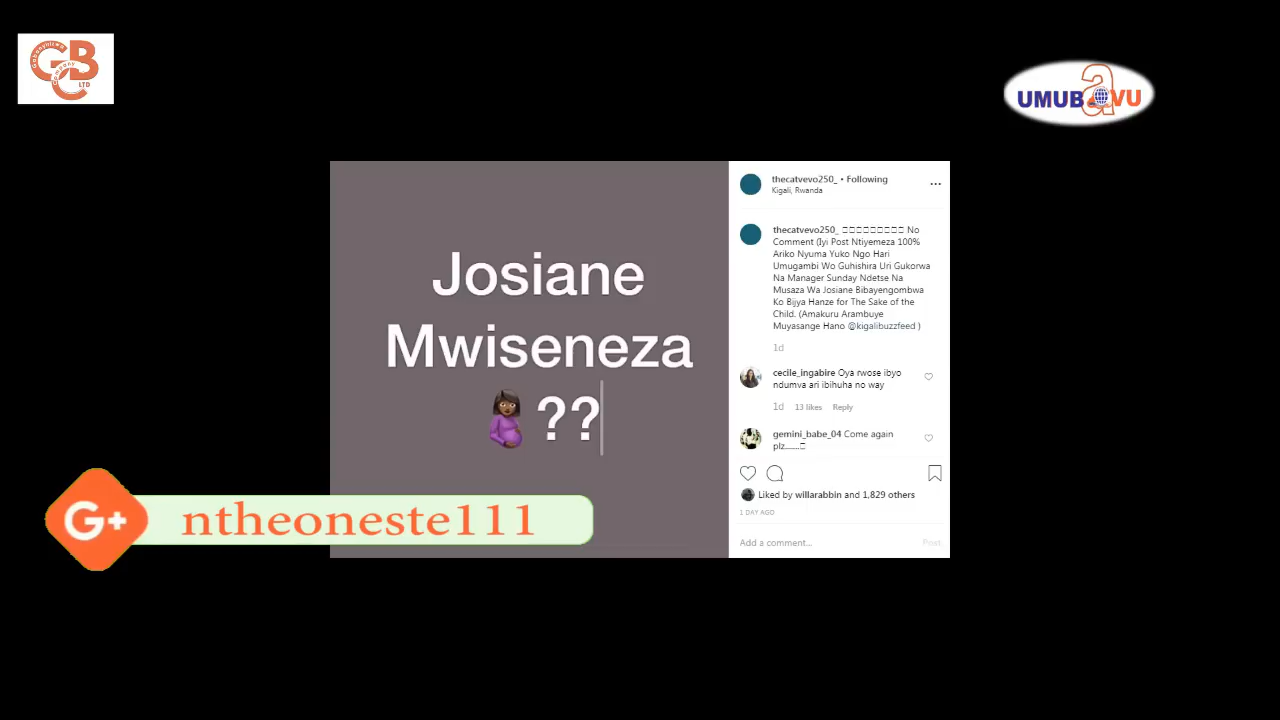 GBC
Gabanyifiswa
Company
LTD
UMUBaVU
Josiane
Mwiseneza
??
thecatvevo250_ • Following
Kigali, Rwanda
thecatvevo250_ No
Comment (Iyi Post Ntiyemeza 100%
Ariko Nyuma Yuko Ngo Hari
Umugambi Wo Guhishira Uri Gukorwa
Na Manager Sunday Ndetse Na
Musaza Wa Josiane Bibayengombwa
Ko Bijya Hanze for The Sake of the
Child. (Amakuru Arambuye
Muyasange Hano @kigalibuzzfeed )
1d
cecile_ingabire Oya rwose ibyo
ndumva ari ibihuha no way
1d 13 likes Reply
gemini_babe_04 Come again
plz......
Liked by willarabbin and 1,829 others
1 DAY AGO
Add a comment... Post
G+ ntheoneste111